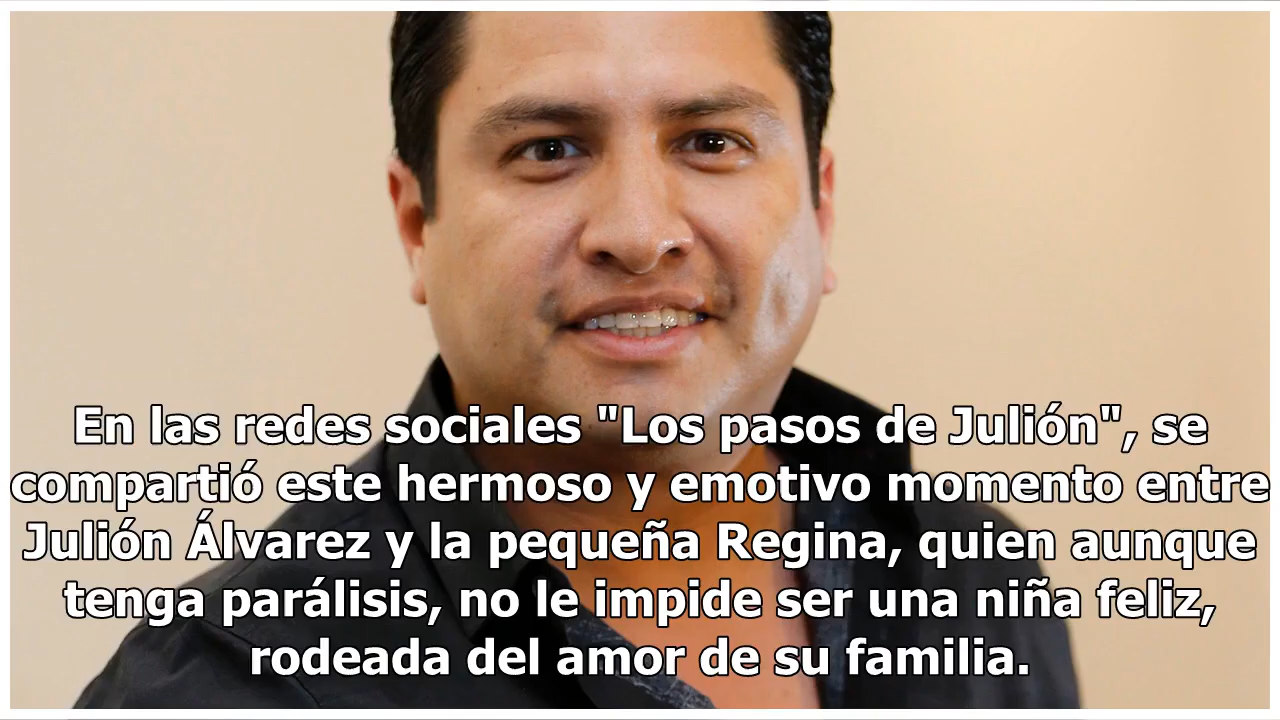 En las redes sociales "Los pasos de Julión", se
compartió este hermoso y emotivo momento entre
Julión Álvarez y la pequeña Regina, quien aunque
tenga parálisis, no le impide ser una niña feliz,
rodeada del amor de su familia.